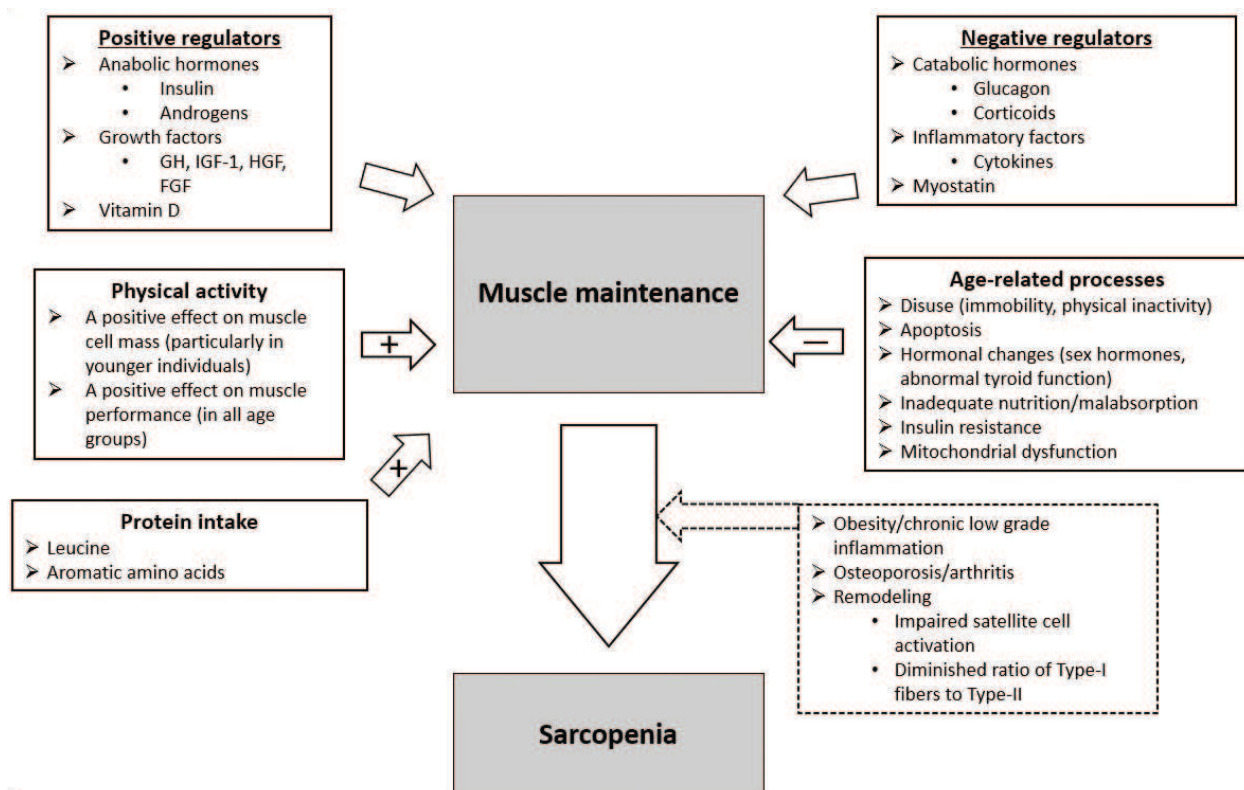 Positive regulators
➤ Anabolic hormones
• Insulin
• Androgens
➤ Growth factors
• GH, IGF-1, HGF,
FGF
➤ Vitamin D
Negative regulators
➤ Catabolic hormones
• Glucagon
• Corticoids
➤ Inflammatory factors
• Cytokines
➤ Myostatin
Muscle maintenance
Physical activity
➤ A positive effect on muscle
cell mass (particularly in
younger individuals)
➤ A positive effect on muscle
performance (in all age
groups)
+
Age-related processes
➤ Disuse (immobility, physical inactivity)
➤ Apoptosis
➤ Hormonal changes (sex hormones,
abnormal tyroid function)
➤ Inadequate nutrition/malabsorption
➤ Insulin resistance
➤ Mitochondrial dysfunction
−
+
Protein intake
➤ Leucine
➤ Aromatic amino acids
➤ Obesity/chronic low grade
inflammation
➤ Osteoporosis/arthritis
➤ Remodeling
• Impaired satellite cell
activation
• Diminished ratio of Type-I
fibers to Type-II
Sarcopenia